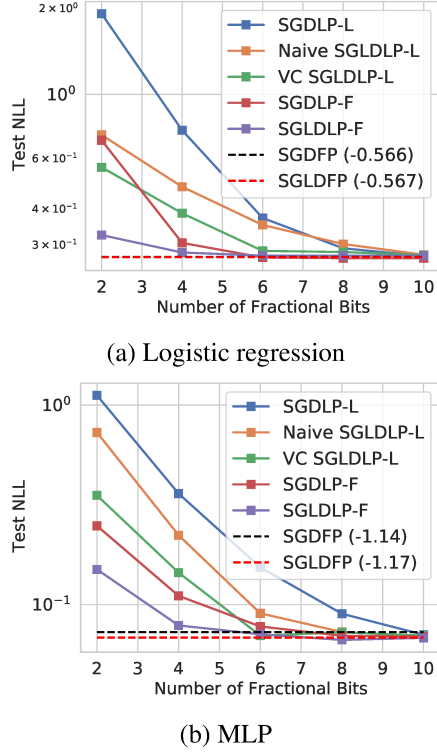 2 × 10⁰
10⁰
6 × 10⁻¹
4 × 10⁻¹
3 × 10⁻¹
Test NLL
SGDLP-L
Naive SGLDLP-L
VC SGLDLP-L
SGDLP-F
SGLDLP-F
SGDFP (-0.566)
SGLDFP (-0.567)
2 3 4 5 6 7 8 9 10
Number of Fractional Bits
(a) Logistic regression
10⁰
10⁻¹
Test NLL
SGDLP-L
Naive SGLDLP-L
VC SGLDLP-L
SGDLP-F
SGLDLP-F
SGDFP (-1.14)
SGLDFP (-1.17)
2 3 4 5 6 7 8 9 10
Number of Fractional Bits
(b) MLP